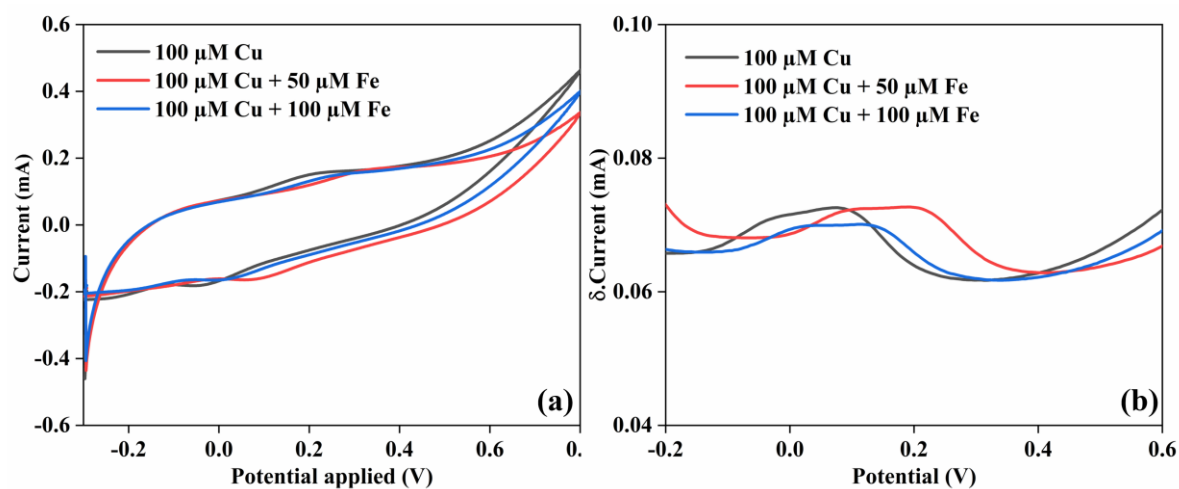 0.6
0.4
0.2
0.0
-0.2
-0.4
-0.6
Current (mA)
100 μM Cu
100 μM Cu + 50 μM Fe
100 μM Cu + 100 μM Fe
(a)
-0.2
0.0
0.2
0.4
0.6
0.
Potential applied (V)
0.10
0.08
0.06
0.04
δ.Current (mA)
100 μM Cu
100 μM Cu + 50 μM Fe
100 μM Cu + 100 μM Fe
(b)
-0.2
0.0
0.2
0.4
0.6
Potential (V)